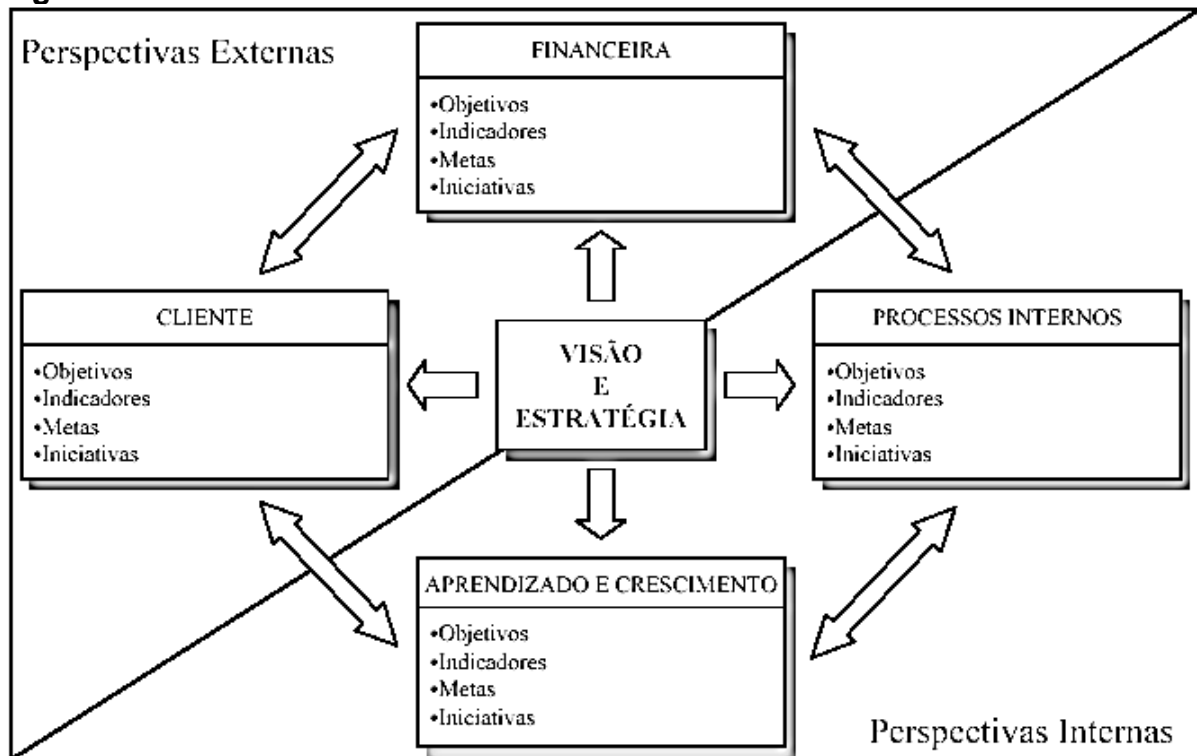 Perspectivas Externas
FINANCEIRA
•Objetivos
•Indicadores
•Metas
•Iniciativas
CLIENTE
•Objetivos
•Indicadores
•Metas
•Iniciativas
VISÃO
E
ESTRATÉGIA
PROCESSOS INTERNOS
•Objetivos
•Indicadores
•Metas
•Iniciativas
APRENDIZADO E CRESCIMENTO
•Objetivos
•Indicadores
•Metas
•Iniciativas
Perspectivas Internas